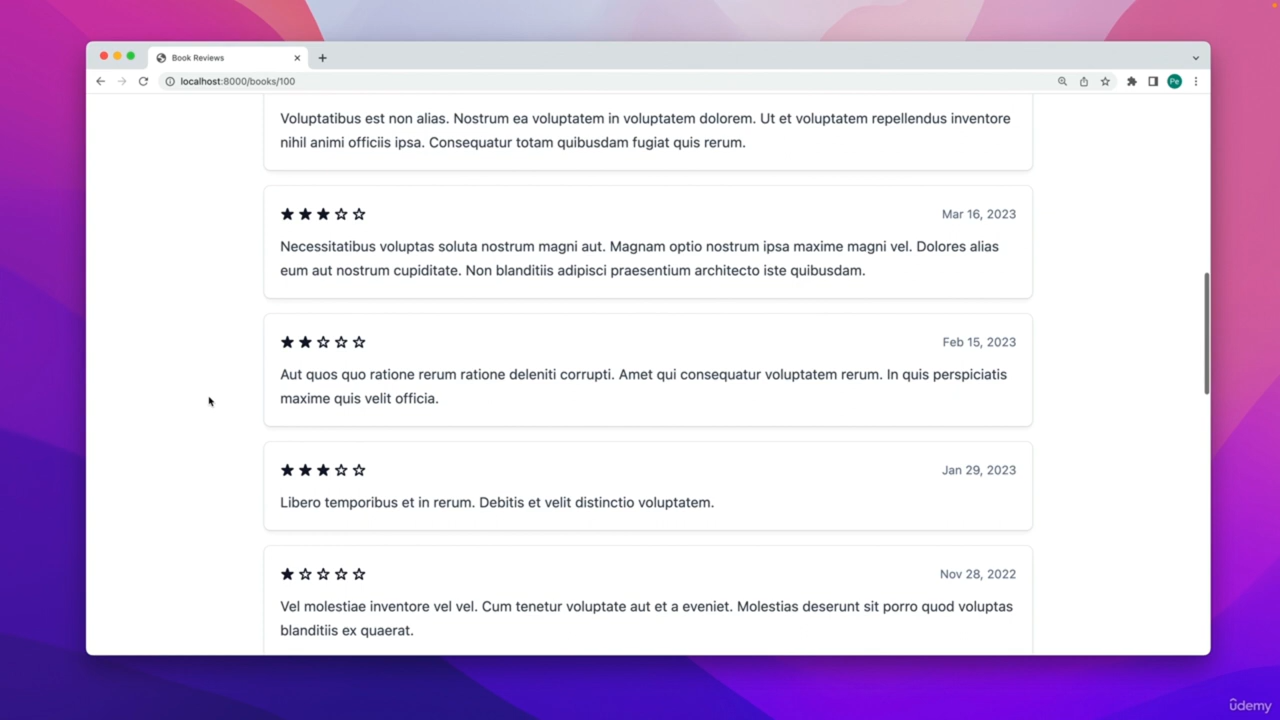 Book Reviews
localhost:8000/books/100
Pe
Voluptatibus est non alias. Nostrum ea voluptatem in voluptatem dolorem. Ut et voluptatem repellendus inventore
nihil animi officiis ipsa. Consequatur totam quibusdam fugiat quis rerum.
★★★☆☆ Mar 16, 2023
Necessitatibus voluptas soluta nostrum magni aut. Magnam optio nostrum ipsa maxime magni vel. Dolores alias
eum aut nostrum cupiditate. Non blanditiis adipisci praesentium architecto iste quibusdam.
★★☆☆☆ Feb 15, 2023
Aut quos quo ratione rerum ratione deleniti corrupti. Amet qui consequatur voluptatem rerum. In quis perspiciatis
maxime quis velit officia.
★★★☆☆ Jan 29, 2023
Libero temporibus et in rerum. Debitis et velit distinctio voluptatem.
★☆☆☆☆ Nov 28, 2022
Vel molestiae inventore vel vel. Cum tenetur voluptate aut et a eveniet. Molestias deserunt sit porro quod voluptas
blanditiis ex quaerat.
ûdemy